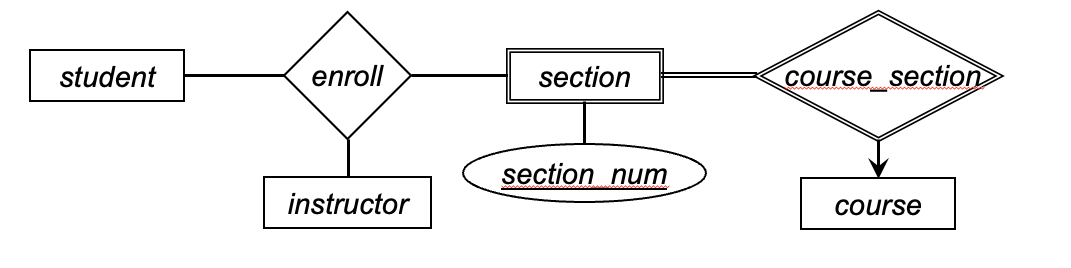 student
enroll
section
course_section
section_num
instructor
course